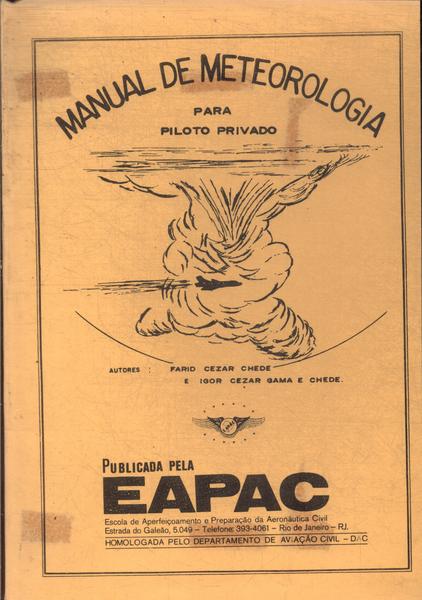 MANUAL DE METEOROLOGIA
PARA
PILOTO PRIVADO
AUTORES : FARID CEZAR CHEDE
E IGOR CEZAR GAMA E CHEDE.
PUBLICADA PELA
EAPAC
Escola de Aperfeiçoamento e Preparação da Aeronáutica Civil
Estrada do Galeão, 5.049 – Telefone: 393-4061 – Rio de Janeiro – RJ.
HOMOLOGADA PELO DEPARTAMENTO DE AVIAÇÃO CIVIL – DAC